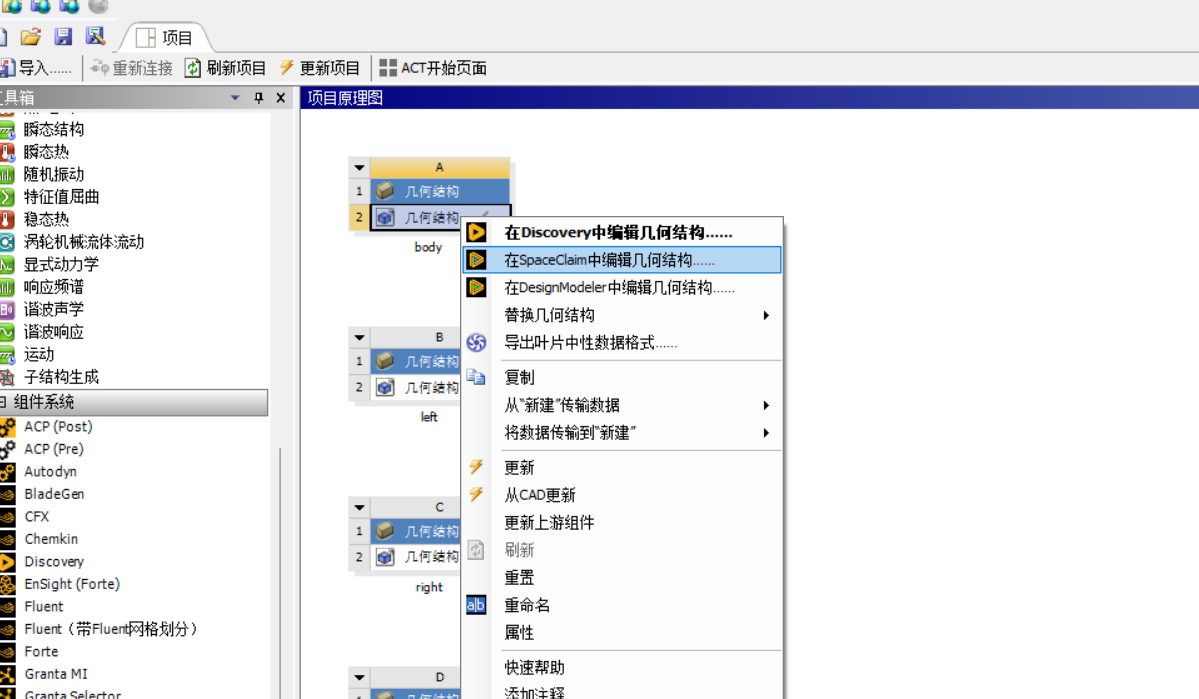 项目
导入......
重新连接
刷新项目
更新项目
ACT开始页面
工具箱
瞬态结构
瞬态热
随机振动
特征值屈曲
稳态热
涡轮机械流体流动
显式动力学
响应频谱
谐波声学
谐波响应
运动
子结构生成
组件系统
ACP (Post)
ACP (Pre)
Autodyn
BladeGen
CFX
Chemkin
Discovery
EnSight (Forte)
Fluent
Fluent（带Fluent网格划分）
Forte
Granta MI
Granta Selector
项目原理图
A
1 几何结构
2 几何结构
body
B
1 几何结构
2 几何结构
left
C
1 几何结构
2 几何结构
right
D
几何结构
在Discovery中编辑几何结构......
在SpaceClaim中编辑几何结构......
在DesignModeler中编辑几何结构......
替换几何结构
导出叶片中性数据格式......
复制
从“新建”传输数据
将数据传输到“新建”
更新
从CAD更新
更新上游组件
刷新
重置
a|b 重命名
属性
快速帮助
添加注释